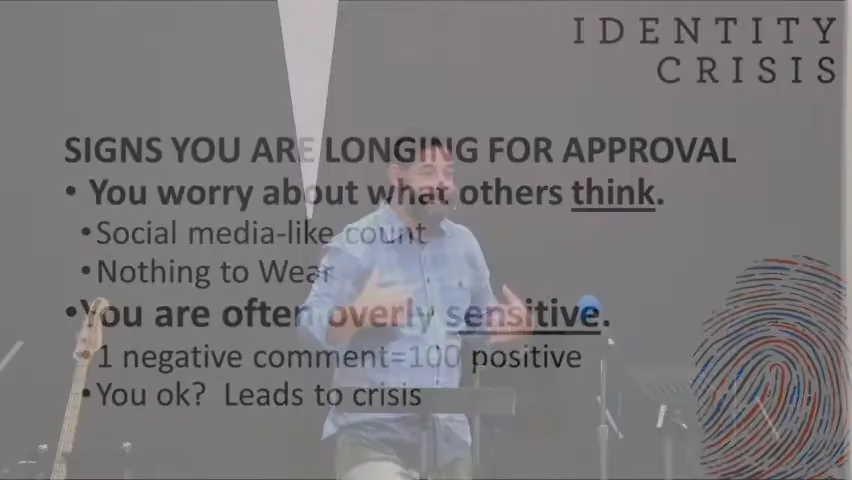 IDENTITY
CRISIS
SIGNS YOU ARE LONGING FOR APPROVAL
• You worry about what others think.
• Social media-like count
• Nothing to Wear
• You are often overly sensitive.
• 1 negative comment=100 positive
• You ok? Leads to crisis